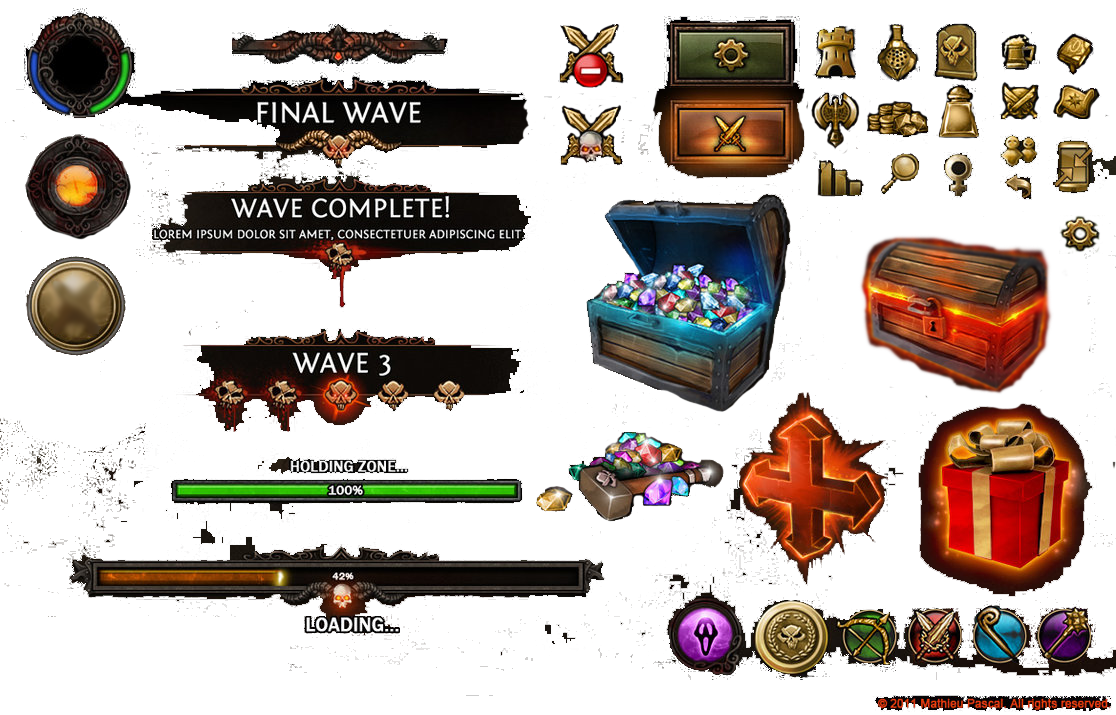 FINAL WAVE
WAVE COMPLETE!
LOREM IPSUM DOLOR SIT AMET, CONSECTETUER ADIPISCING ELIT
WAVE 3
HOLDING ZONE...
100%
42%
LOADING...
© 2011 Mathieu Pascal. All rights reserved.